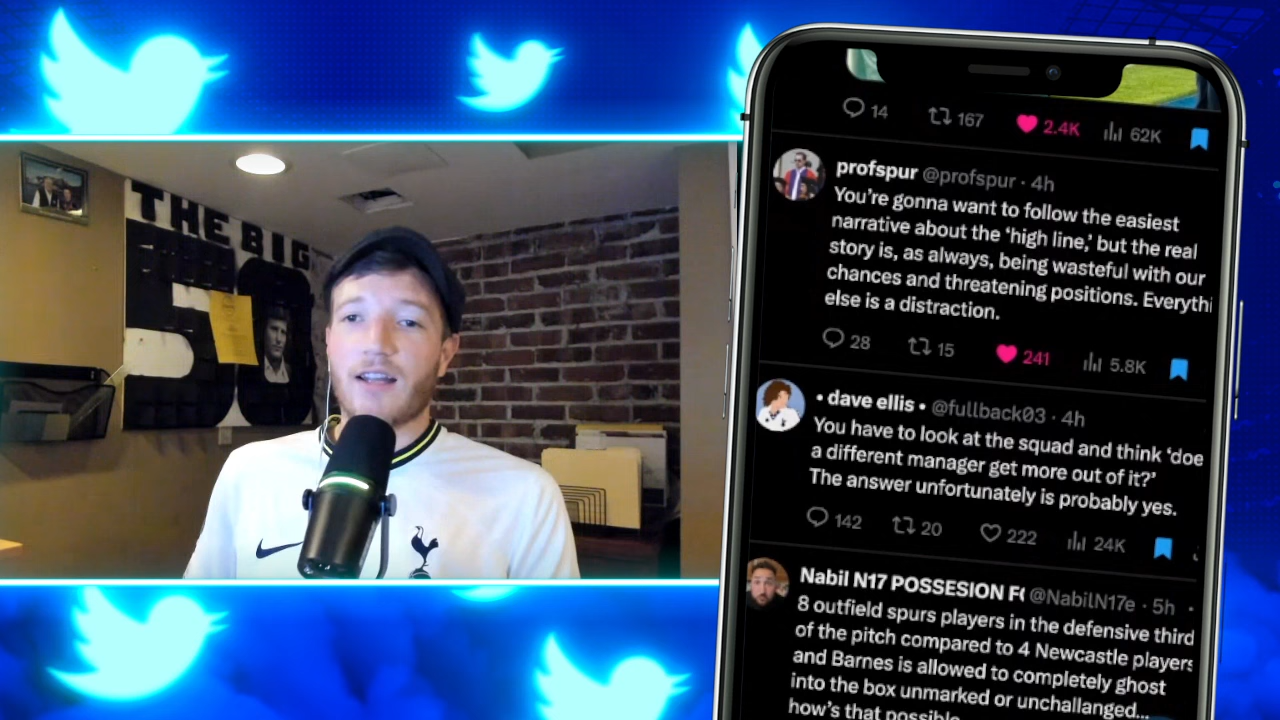 THE BIG
50
14 167 2.4K 62K
profspur @profspur · 4h
You’re gonna want to follow the easiest
narrative about the ‘high line,’ but the real
story is, as always, being wasteful with our
chances and threatening positions. Everythi
else is a distraction.
28 15 241 5.8K
• dave ellis • @fullback03 · 4h
You have to look at the squad and think ‘doe
a different manager get more out of it?’
The answer unfortunately is probably yes.
142 20 222 24K
Nabil N17 POSSESION F( @NabilN17e · 5h ·
8 outfield spurs players in the defensive third
of the pitch compared to 4 Newcastle players
and Barnes is allowed to completely ghost
into the box unmarked or unchallanged...
how’s that possible